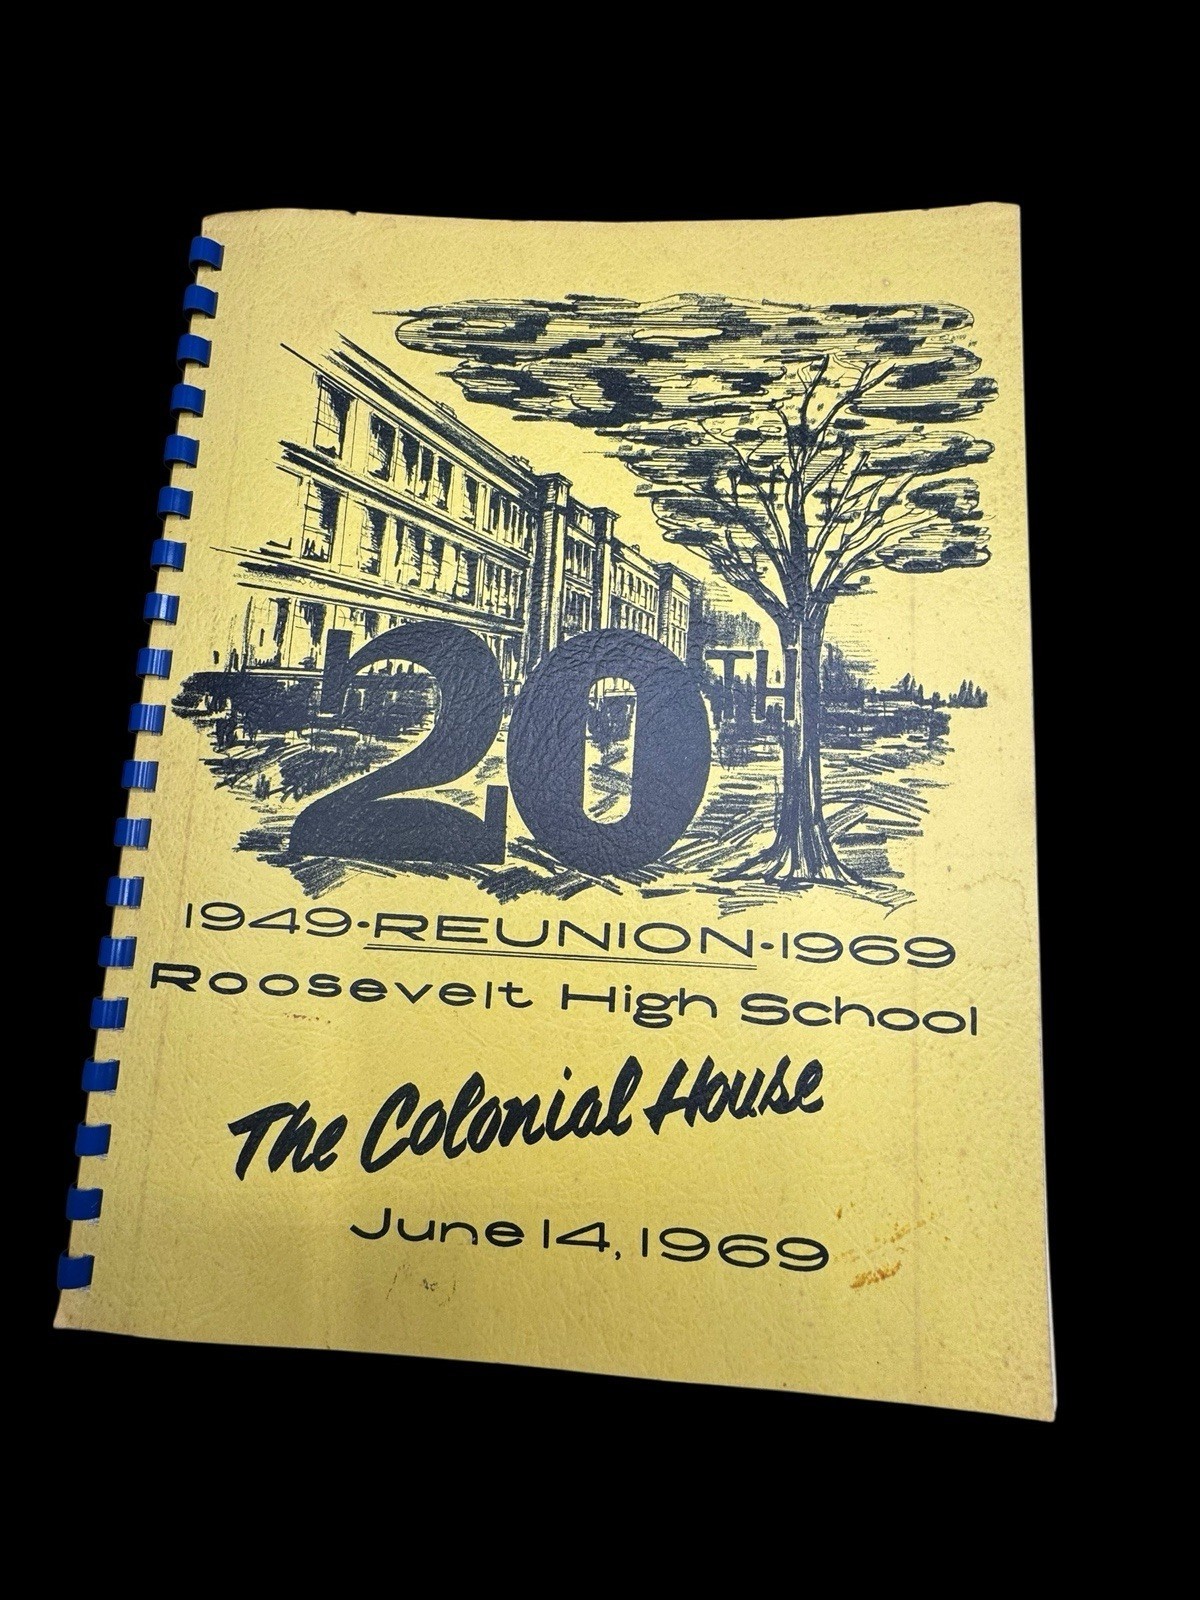 20TH
1949·REUNION·1969
Roosevelt High School
The Colonial House
June 14, 1969